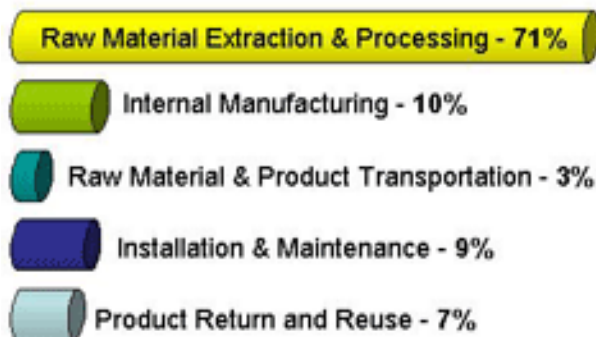 Raw Material Extraction & Processing - 71%
Internal Manufacturing - 10%
Raw Material & Product Transportation - 3%
Installation & Maintenance - 9%
Product Return and Reuse - 7%